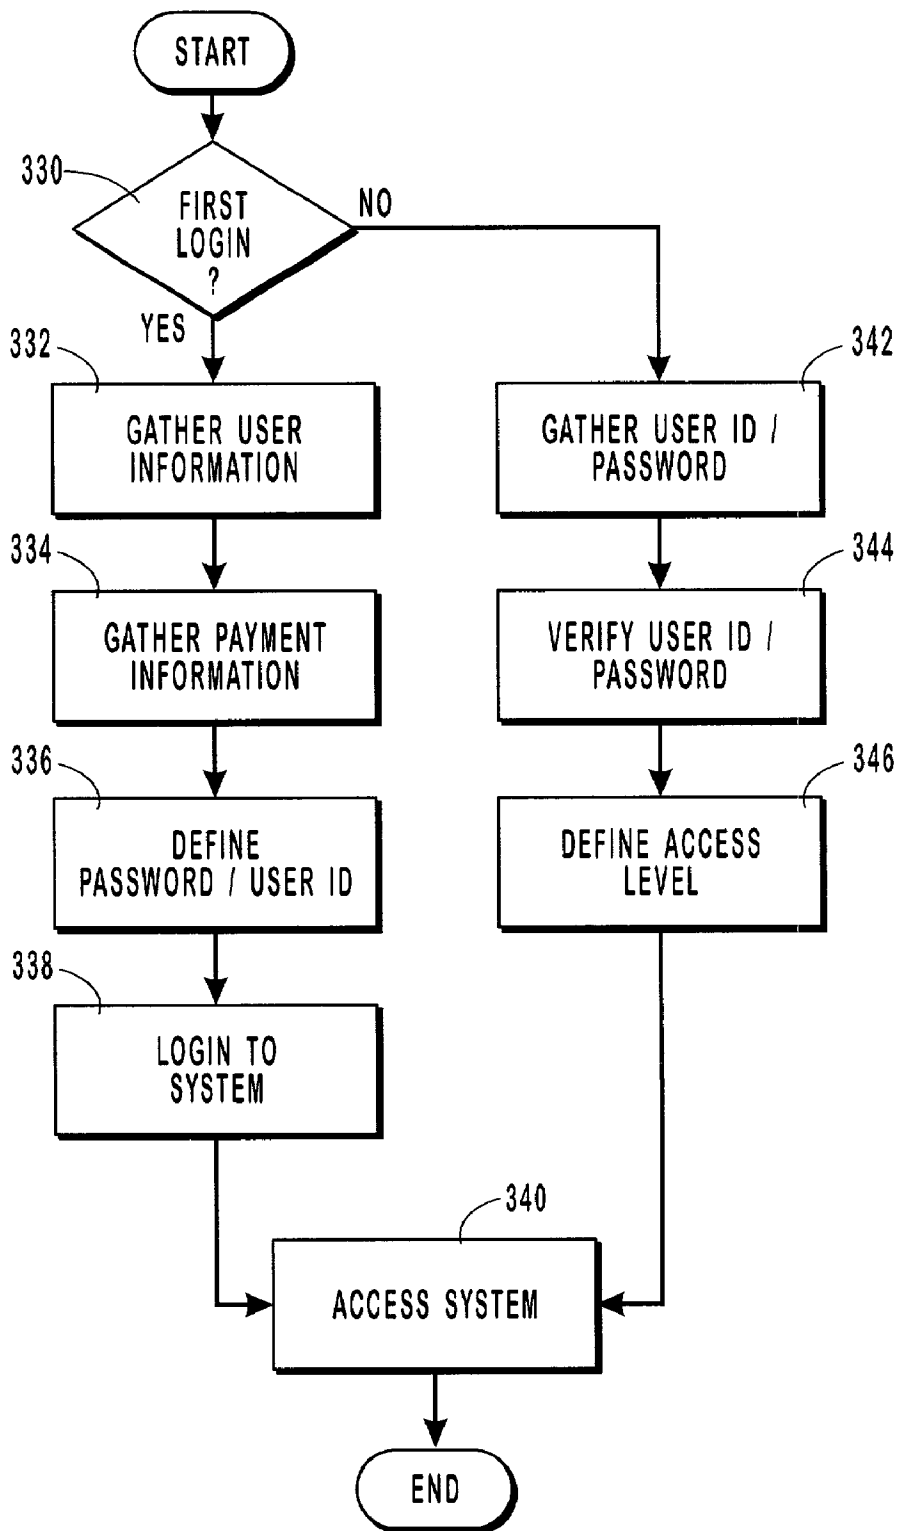 START
330
FIRST
LOGIN
?
NO
YES
332
GATHER USER
INFORMATION
342
GATHER USER ID /
PASSWORD
334
GATHER PAYMENT
INFORMATION
344
VERIFY USER ID /
PASSWORD
336
DEFINE
PASSWORD / USER ID
346
DEFINE ACCESS
LEVEL
338
LOGIN TO
SYSTEM
340
ACCESS SYSTEM
END